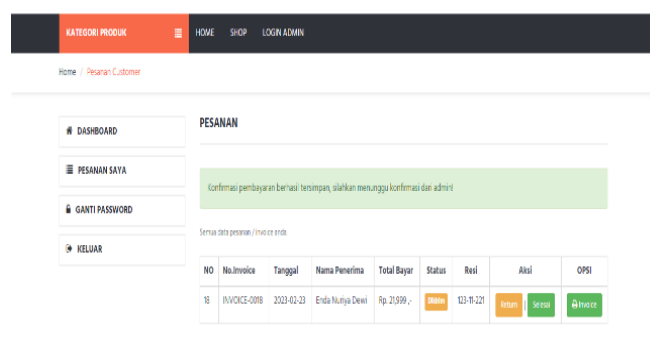 KATEGORI PRODUK HOME SHOP LOGIN ADMIN
Home / Pesanan Customer
PESANAN
DASHBOARD
PESANAN SAYA
GANTI PASSWORD
KELUAR
Konfirmasi pembayaran berhasil tersimpan, silahkan menunggu konfirmasi dari admin!
Semua data pesanan / invoice anda
NO No.Invoice Tanggal Nama Penerima Total Bayar Status Resi Aksi OPSI
18 INVOICE-0018 2023-02-23 Enda Nuriya Dewi Rp. 21,999 ,- Dikirim 123-11-221 Return | Selesai Invoice